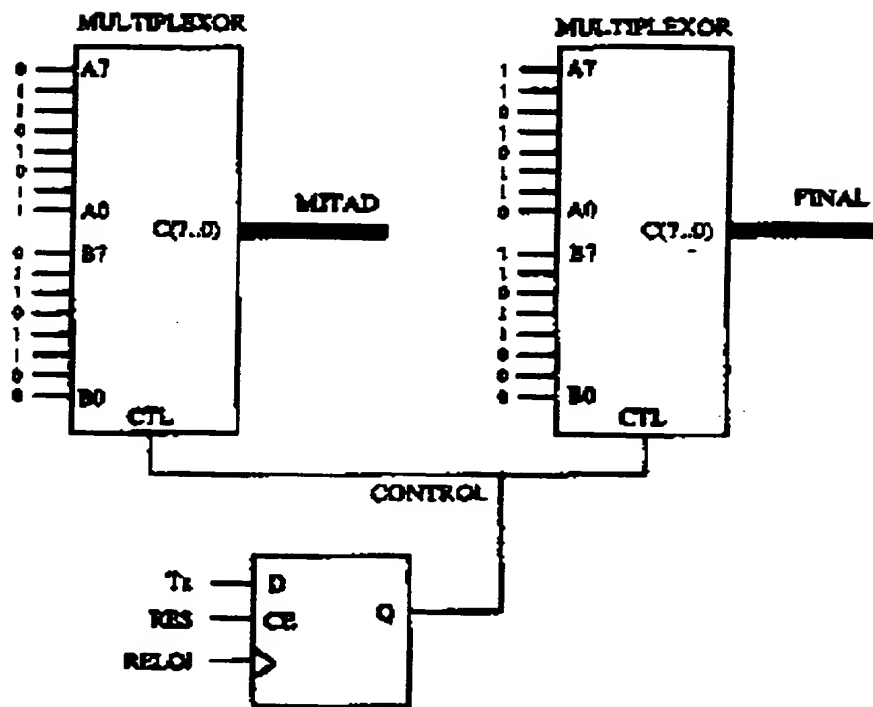 MULTIPLEXOR
MULTIPLEXOR
0 A7
1
0
1
0
1
1
1 A0
C(7..0)
MITAD
0 B7
1
0
1
1
0
0 B0
CTL
1 A7
1
0
1
0
1
1
0 A0
C(7..0)
FINAL
1 B7
1
0
1
0
0
0 B0
CTL
CONTROL
D
Q
RES
CE
RELOJ